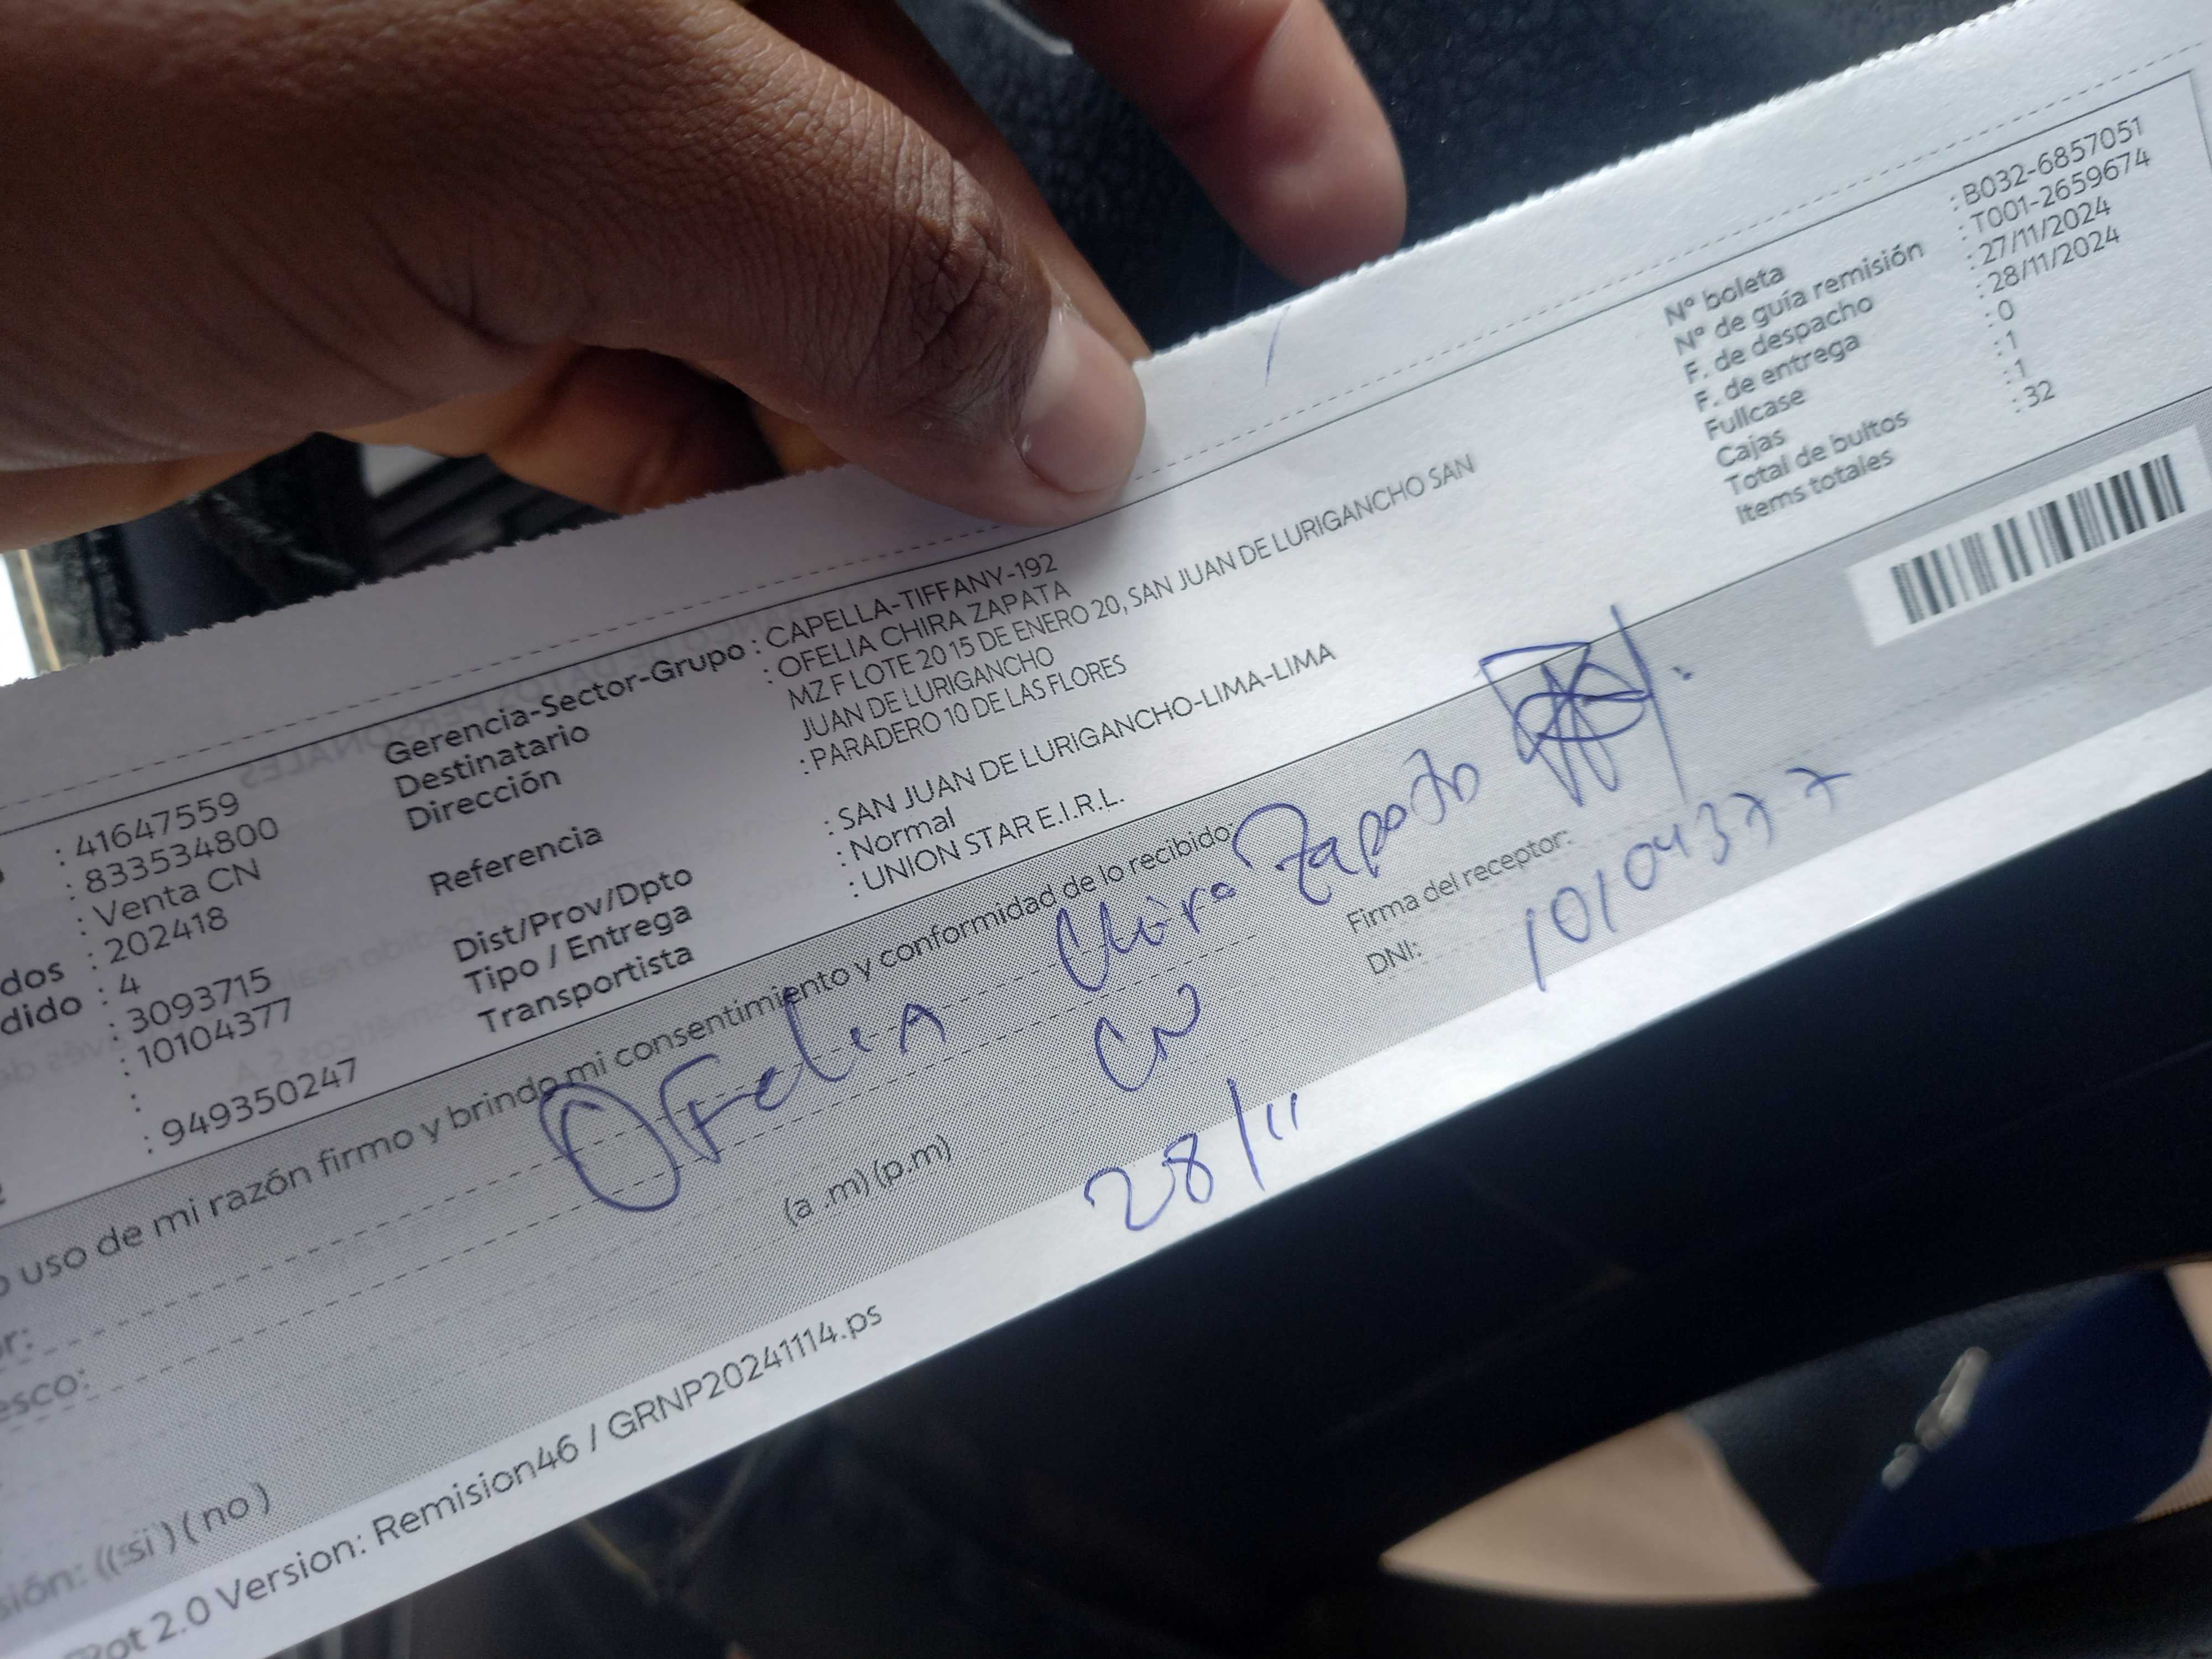 Nº boleta : B032-6857051
Nº de guía remisión : T001-2659674
F. de despacho : 27/11/2024
F. de entrega : 28/11/2024
Fullcase : 0
Cajas : 1
Total de bultos : 1
Items totales : 32
Gerencia-Sector-Grupo : CAPELLA-TIFFANY-192
Destinatario : OFELIA CHIRA ZAPATA
Dirección MZ F LOTE 20 15 DE ENERO 20, SAN JUAN DE LURIGANCHO SAN
JUAN DE LURIGANCHO
Referencia : PARADERO 10 DE LAS FLORES
Dist/Prov/Dpto : SAN JUAN DE LURIGANCHO-LIMA-LIMA
Tipo / Entrega : Normal
Transportista : UNION STAR E.I.R.L.
: 41647559
: 833534800
: Venta CN
: 202418
dos
dido : 4
: 3093715
: 10104377
:
: 949350247
uso de mi razón firmo y brindo mi consentimiento y conformidad de lo recibido:
OFeliA Chira Zapata
CN
Firma del receptor:
DNI: 10104377
esco:
(a .m) (p.m)
28/11
sión: ((si ) ( no )
2.0 Version: Remision46 / GRNP20241114.ps